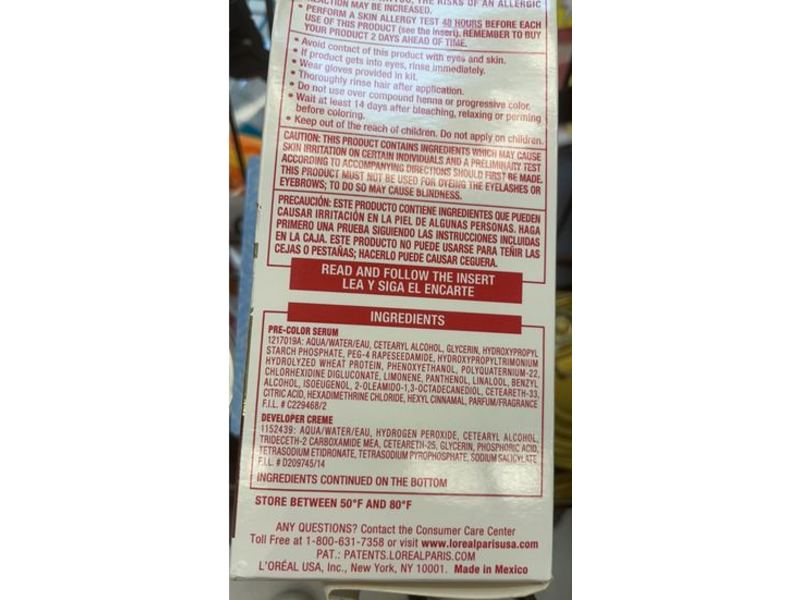 THE RISKS OF AN ALLERGIC
REACTION MAY BE INCREASED.
• PERFORM A SKIN ALLERGY TEST 48 HOURS BEFORE EACH
USE OF THIS PRODUCT (see the insert). REMEMBER TO BUY
YOUR PRODUCT 2 DAYS AHEAD OF TIME.
• Avoid contact of this product with eyes and skin.
• If product gets into eyes, rinse immediately.
• Wear gloves provided in kit.
• Thoroughly rinse hair after application.
• Do not use over compound henna or progressive color.
• Wait at least 14 days after bleaching, relaxing or perming
before coloring.
• Keep out of the reach of children. Do not apply on children.
CAUTION: THIS PRODUCT CONTAINS INGREDIENTS WHICH MAY CAUSE
SKIN IRRITATION ON CERTAIN INDIVIDUALS AND A PRELIMINARY TEST
ACCORDING TO ACCOMPANYING DIRECTIONS SHOULD FIRST BE MADE.
THIS PRODUCT MUST NOT BE USED FOR DYEING THE EYELASHES OR
EYEBROWS; TO DO SO MAY CAUSE BLINDNESS.
PRECAUCIÓN: ESTE PRODUCTO CONTIENE INGREDIENTES QUE PUEDEN
CAUSAR IRRITACIÓN EN LA PIEL DE ALGUNAS PERSONAS. HAGA
PRIMERO UNA PRUEBA SIGUIENDO LAS INSTRUCCIONES INCLUIDAS
EN LA CAJA. ESTE PRODUCTO NO PUEDE USARSE PARA TEÑIR LAS
CEJAS O PESTAÑAS; HACERLO PUEDE CAUSAR CEGUERA.
READ AND FOLLOW THE INSERT
LEA Y SIGA EL ENCARTE
INGREDIENTS
PRE-COLOR SERUM
1217019A: AQUA/WATER/EAU, CETEARYL ALCOHOL, GLYCERIN, HYDROXYPROPYL
STARCH PHOSPHATE, PEG-4 RAPESEEDAMIDE, HYDROXYPROPYLTRIMONIUM
HYDROLYZED WHEAT PROTEIN, PHENOXYETHANOL, POLYQUATERNIUM-22,
CHLORHEXIDINE DIGLUCONATE, LIMONENE, PANTHENOL, LINALOOL, BENZYL
ALCOHOL, ISOEUGENOL, 2-OLEAMIDO-1,3-OCTADECANEDIOL, CETEARETH-33,
CITRIC ACID, HEXADIMETHRINE CHLORIDE, HEXYL CINNAMAL, PARFUM/FRAGRANCE
F.I.L. # C229468/2
DEVELOPER CREME
1152439: AQUA/WATER/EAU, HYDROGEN PEROXIDE, CETEARYL ALCOHOL,
TRIDECETH-2 CARBOXAMIDE MEA, CETEARETH-25, GLYCERIN, PHOSPHORIC ACID,
TETRASODIUM ETIDRONATE, TETRASODIUM PYROPHOSPHATE, SODIUM SALICYLATE
F.I.L. # D209745/14
INGREDIENTS CONTINUED ON THE BOTTOM
STORE BETWEEN 50°F AND 80°F
ANY QUESTIONS? Contact the Consumer Care Center
Toll Free at 1-800-631-7358 or visit www.lorealparisusa.com
PAT.: PATENTS.LOREALPARIS.COM
L'ORÉAL USA, Inc., New York, NY 10001. Made in Mexico